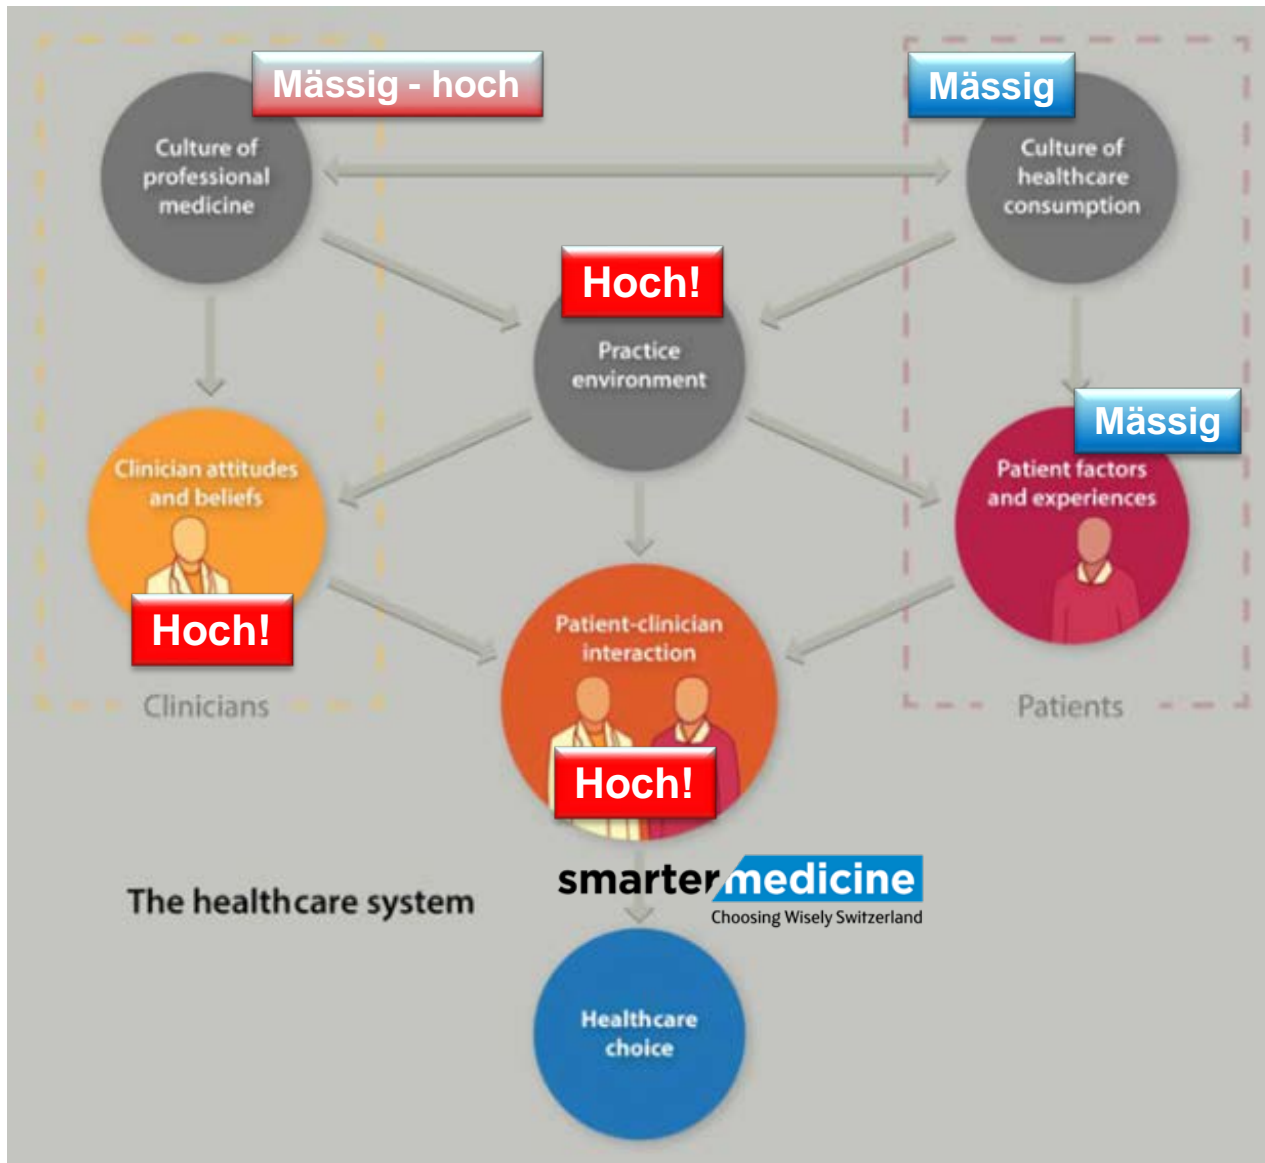 Mässig - hoch
Mässig
Culture of
professional
medicine
Culture of
healthcare
consumption
Hoch!
Practice
environment
Mässig
Clinician attitudes
and beliefs
Patient factors
and experiences
Hoch!
Patient-clinician
interaction
Clinicians
Patients
Hoch!
smartermedicine
Choosing Wisely Switzerland
The healthcare system
Healthcare
choice